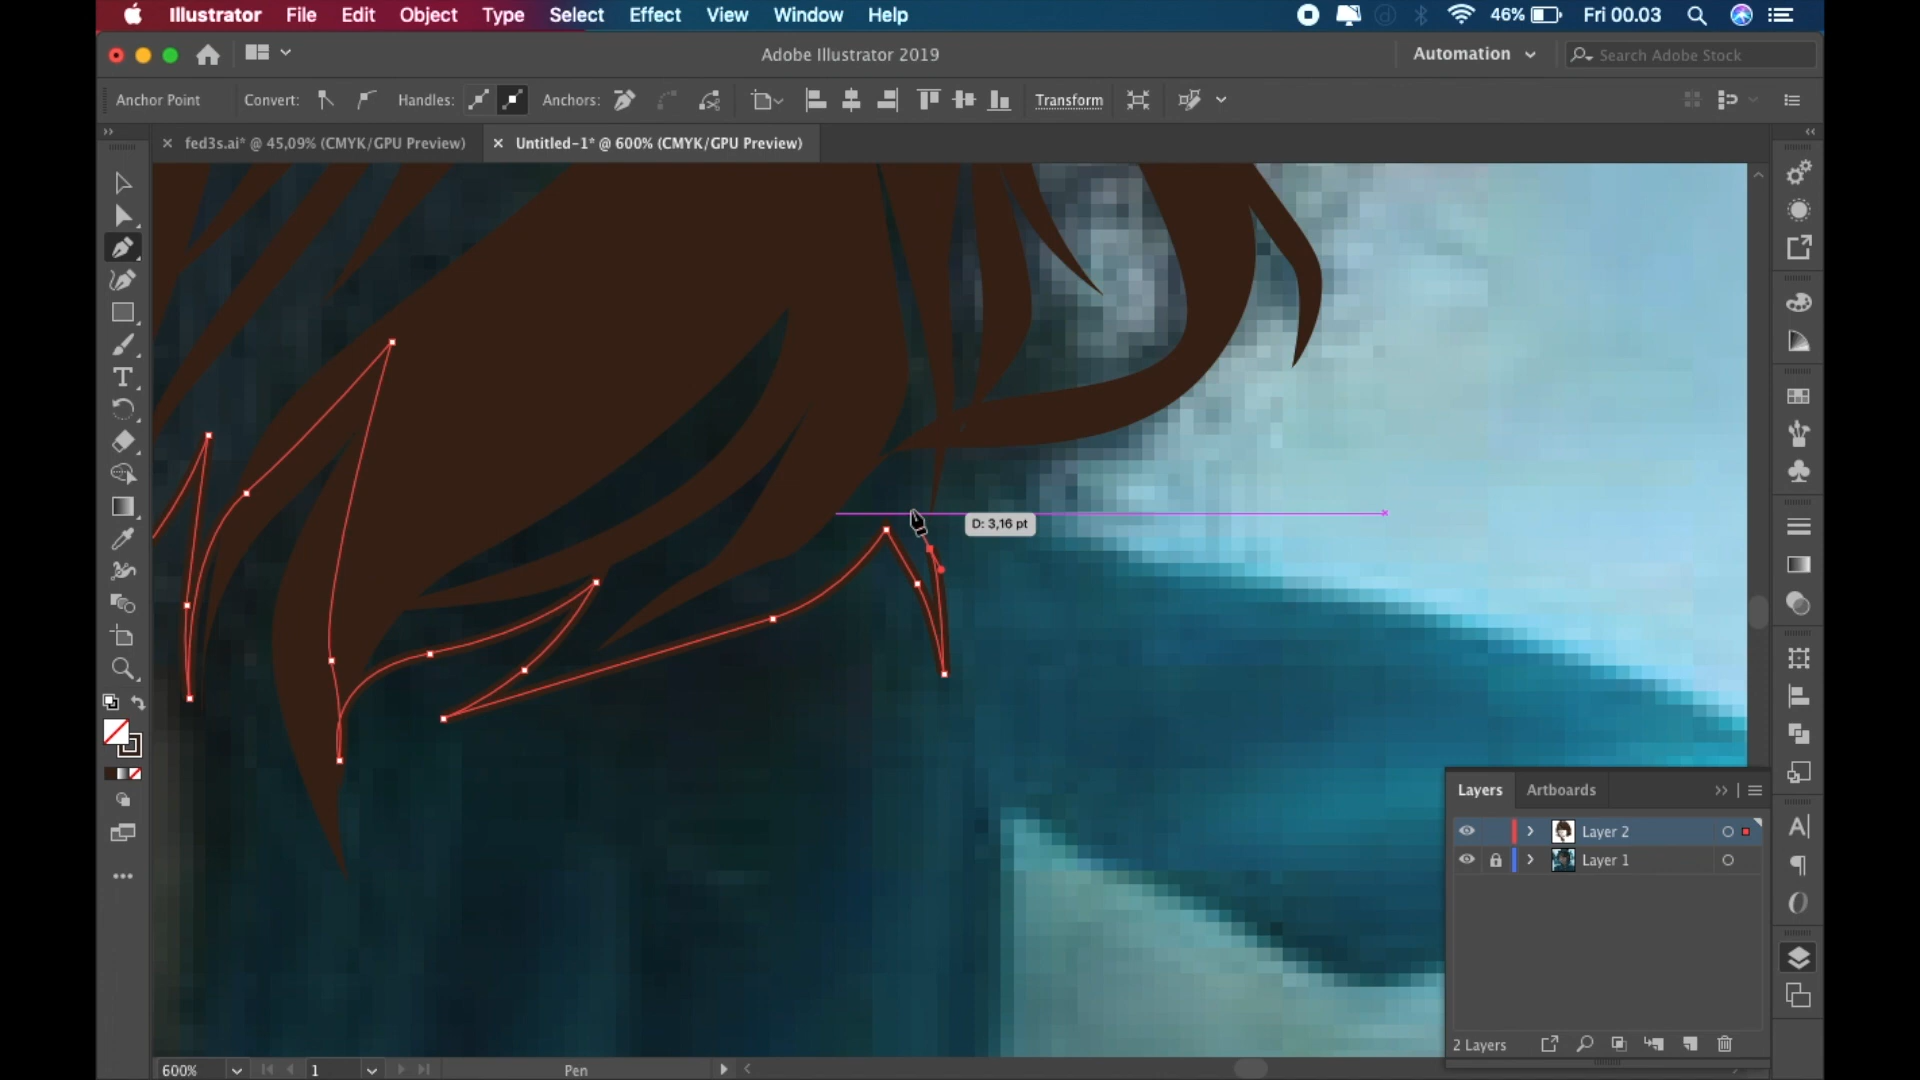 Illustrator File Edit Object Type Select Effect View Window Help 46% Fri 00.03
Adobe Illustrator 2019 Automation Search Adobe Stock
Anchor Point Convert: Handles: Anchors: Transform
fed3s.ai* @ 45,09% (CMYK/GPU Preview) Untitled-1* @ 600% (CMYK/GPU Preview)
D: 3,16 pt
Layers Artboards
Layer 2
Layer 1
2 Layers
600% 1 Pen